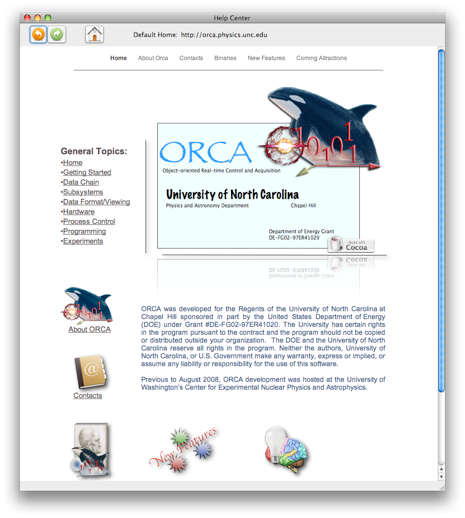 Help Center
Default Home: http://orca.physics.unc.edu
Home About Orca Contacts Binaries New Features Coming Attractions
General Topics:
•Home
•Getting Started
•Data Chain
•Subsystems
•Data Format/Viewing
•Hardware
•Process Control
•Programming
•Experiments
ORCA
10101
Object-oriented Real-time Control and Acquisition
University of North Carolina
Physics and Astronomy Department Chapel Hill
Department of Energy Grant
DE-FG02-97ER41020
Made with
Cocoa
About ORCA
@
Contacts
ORCA was developed for the Regents of the University of North Carolina at
Chapel Hill sponsored in part by the United States Department of Energy
(DOE) under Grant #DE-FG02-97ER41020. The University has certain rights
in the program pursuant to the contract and the program should not be copied
or distributed outside your organization. The DOE and the University of
North Carolina reserve all rights in the program. Neither the authors, University of
North Carolina, or U.S. Government make any warranty, express or implied, or
assume any liability or responsibility for the use of this software.
Previous to August 2008, ORCA development was hosted at the University of
Washington's Center for Experimental Nuclear Physics and Astrophysics.
New Features